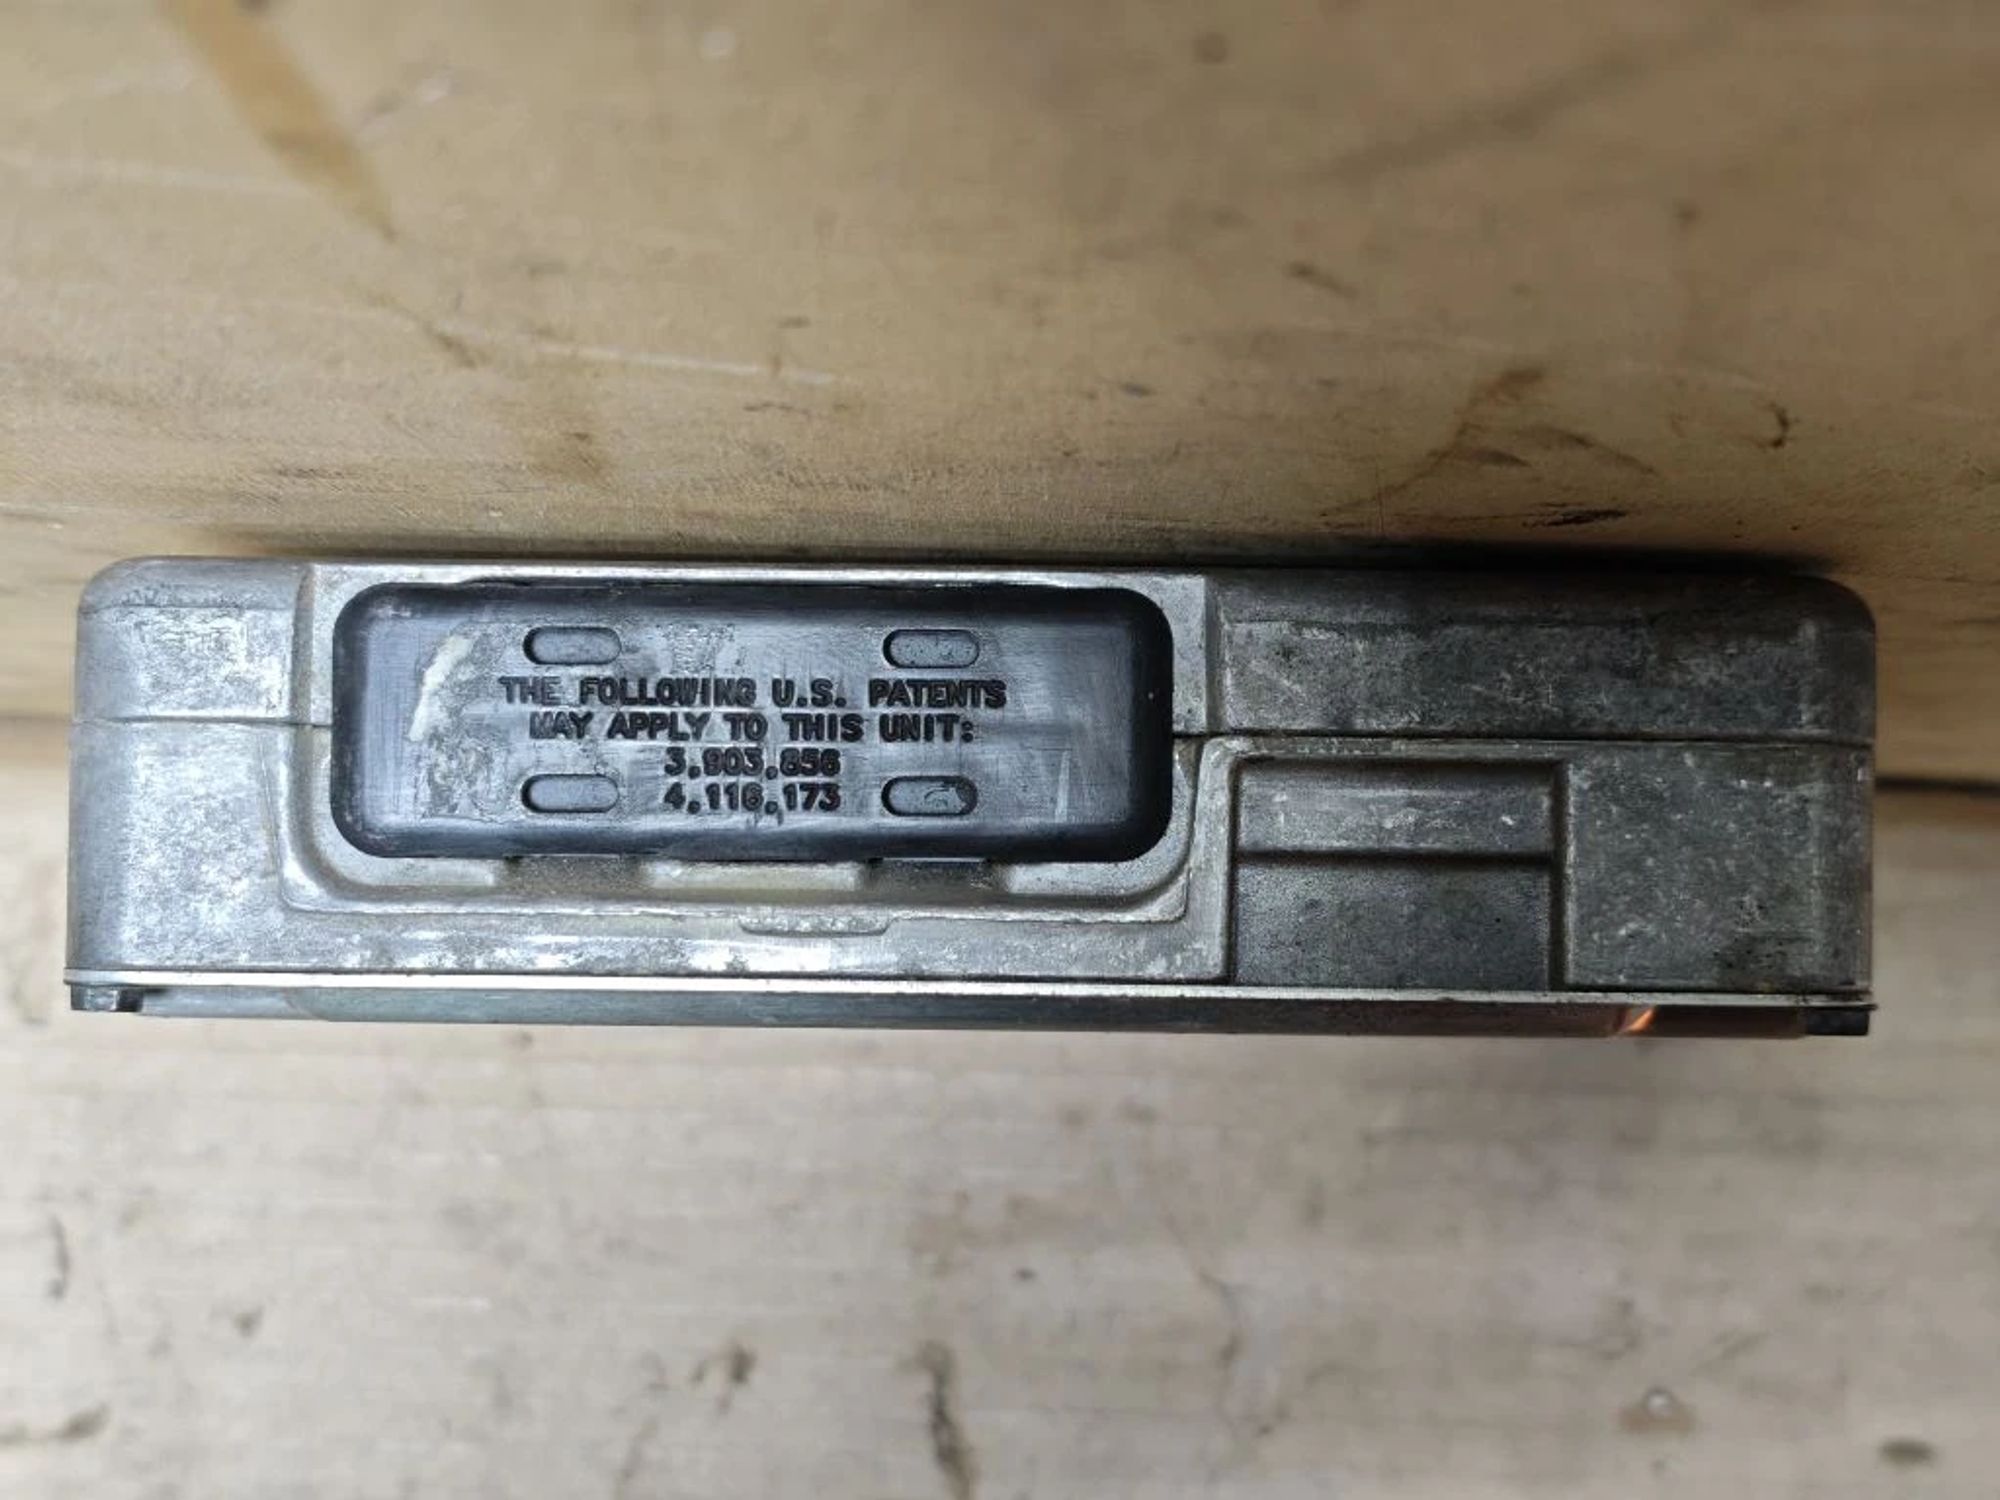 THE FOLLOWING U.S. PATENTS
MAY APPLY TO THIS UNIT:
3,903,856
4,116,173